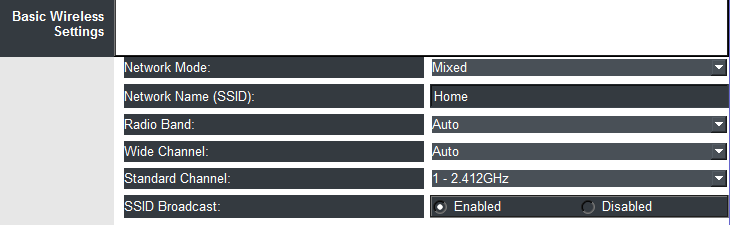 Basic Wireless
Settings
Network Mode: Mixed
Network Name (SSID): Home
Radio Band: Auto
Wide Channel: Auto
Standard Channel: 1 - 2.412GHz
SSID Broadcast: Enabled Disabled